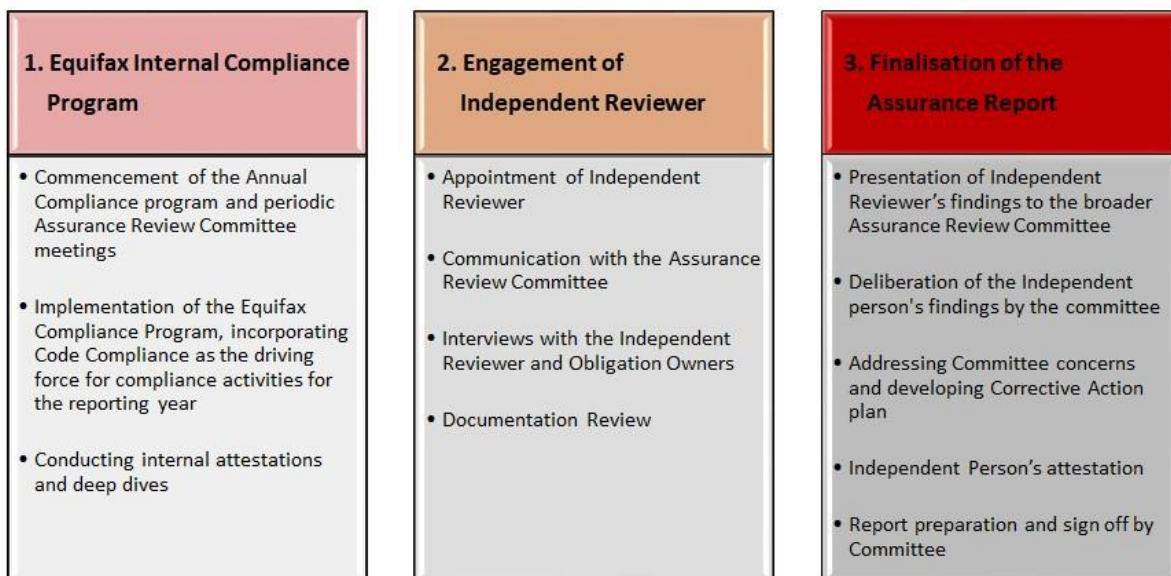 1. Equifax Internal Compliance
Program
• Commencement of the Annual
Compliance program and periodic
Assurance Review Committee
meetings
• Implementation of the Equifax
Compliance Program, incorporating
Code Compliance as the driving
force for compliance activities for
the reporting year
• Conducting internal attestations
and deep dives
2. Engagement of
Independent Reviewer
• Appointment of Independent
Reviewer
• Communication with the Assurance
Review Committee
• Interviews with the Independent
Reviewer and Obligation Owners
• Documentation Review
3. Finalisation of the
Assurance Report
• Presentation of Independent
Reviewer’s findings to the broader
Assurance Review Committee
• Deliberation of the Independent
person's findings by the committee
• Addressing Committee concerns
and developing Corrective Action
plan
• Independent Person’s attestation
• Report preparation and sign off by
Committee